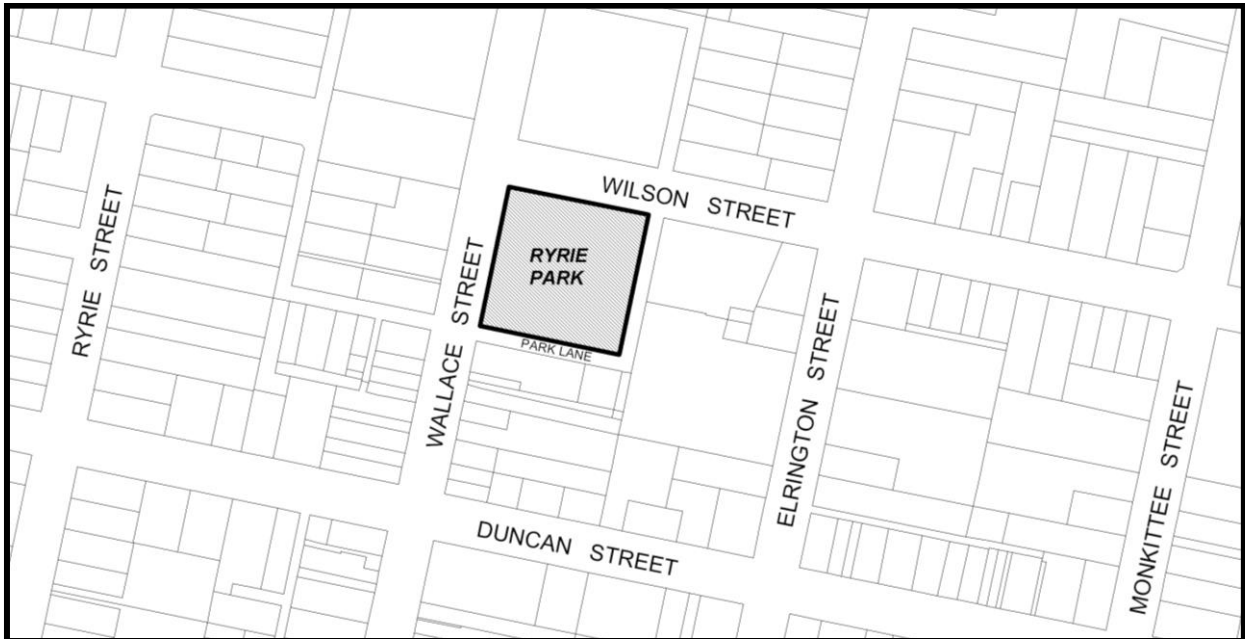 WILSON STREET
RYRIE
PARK
RYRIE STREET
WALLACE STREET
PARK LANE
ELRINGTON STREET
MONKITTEE STREET
DUNCAN STREET